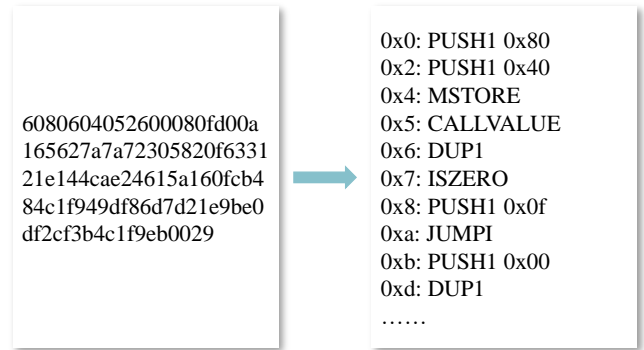 6080604052600080fd00a
165627a7a72305820f6331
21e144cae24615a160fcb4
84c1f949df86d7d21e9be0
df2cf3b4c1f9eb0029
0x0: PUSH1 0x80
0x2: PUSH1 0x40
0x4: MSTORE
0x5: CALLVALUE
0x6: DUP1
0x7: ISZERO
0x8: PUSH1 0x0f
0xa: JUMPI
0xb: PUSH1 0x00
0xd: DUP1
……